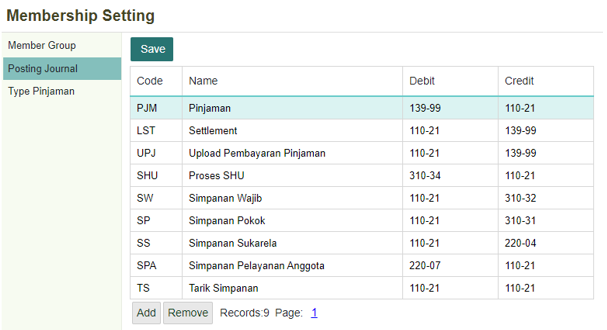 Membership Setting
Member Group
Posting Journal
Type Pinjaman
Save
Code Name Debit Credit
PJM Pinjaman 139-99 110-21
LST Settlement 110-21 139-99
UPJ Upload Pembayaran Pinjaman 110-21 139-99
SHU Proses SHU 310-34 110-21
SW Simpanan Wajib 110-21 310-32
SP Simpanan Pokok 110-21 310-31
SS Simpanan Sukarela 110-21 220-04
SPA Simpanan Pelayanan Anggota 220-07 110-21
TS Tarik Simpanan 110-21 110-21
Add Remove Records:9 Page: 1